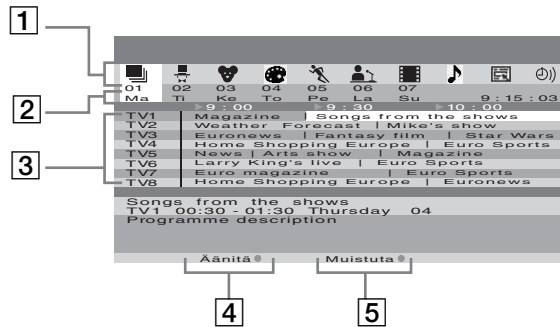 1
01 02 03 04 05 06 07
2
Ma Ti Ke To Pe La Su 9:15:03
9:00 9:30 10:00
TV1 Magazine | Songs from the shows
TV2 Weather Forecast | Mike's show
3
TV3 Euronews | Fantasy film | Star Wars
TV4 Home Shopping Europe | Euro Sports
TV5 News | Arts show | Magazine
TV6 Larry King's live | Euro Sports
TV7 Euro magazine | Euro Sports
TV8 Home Shopping Europe | Euronews
Songs from the shows
TV1 00:30 - 01:30 Thursday 04
Programme description
Äänitä Muistuta
4 5